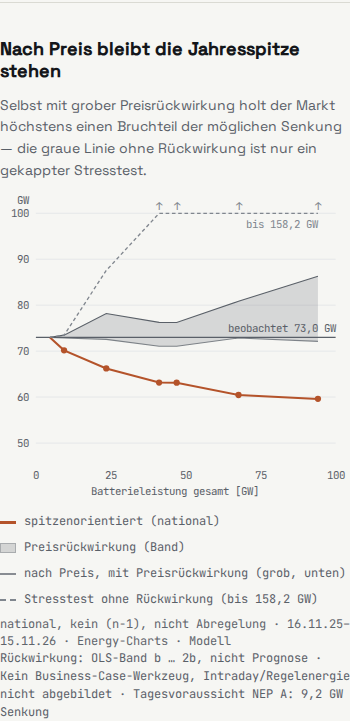 Nach Preis bleibt die Jahresspitze
stehen
Selbst mit grober Preisrückwirkung holt der Markt
höchstens einen Bruchteil der möglichen Senkung
— die graue Linie ohne Rückwirkung ist nur ein
gekappter Stresstest.
GW
100
↑ ↑ ↑ ↑
bis 158,2 GW
90
80
beobachtet 73,0 GW
70
60
50
0 25 50 75 100
Batterieleistung gesamt [GW]
spitzenorientiert (national)
Preisrückwirkung (Band)
nach Preis, mit Preisrückwirkung (grob, unten)
Stresstest ohne Rückwirkung (bis 158,2 GW)
national, kein (n-1), nicht Abregelung · 16.11.25–
15.11.26 · Energy-Charts · Modell
Rückwirkung: OLS-Band b … 2b, nicht Prognose ·
Kein Business-Case-Werkzeug, Intraday/Regelenergie
nicht abgebildet · Tagesvoraussicht NEP A: 9,2 GW
Senkung